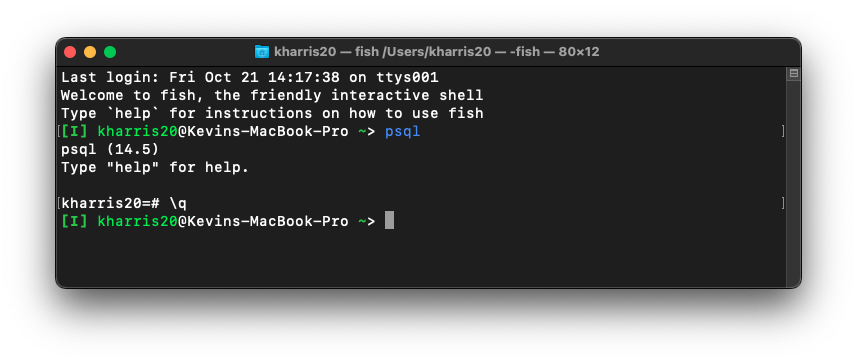 kharris20 — fish /Users/kharris20 — -fish — 80×12
Last login: Fri Oct 21 14:17:38 on ttys001
Welcome to fish, the friendly interactive shell
Type `help` for instructions on how to use fish
[I] kharris20@Kevins-MacBook-Pro ~> psql
psql (14.5)
Type "help" for help.
kharris20=# \q
[I] kharris20@Kevins-MacBook-Pro ~>